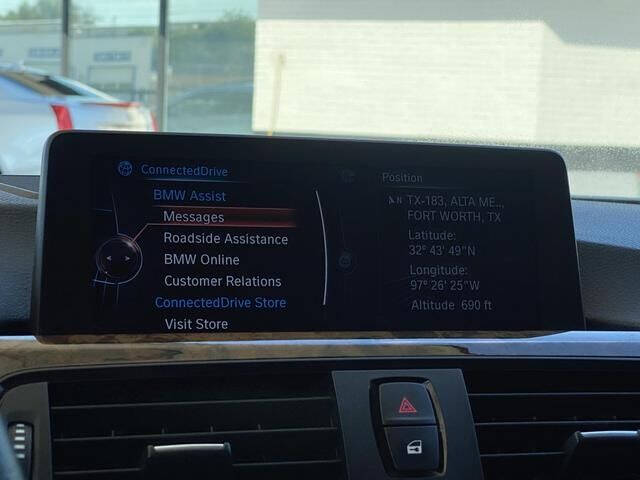 ConnectedDrive
BMW Assist
Messages
Roadside Assistance
BMW Online
Customer Relations
ConnectedDrive Store
Visit Store
Position
N TX-183, ALTA ME..,
FORT WORTH, TX
Latitude:
32° 43' 49"N
Longitude:
97° 26' 25"W
Altitude 690 ft